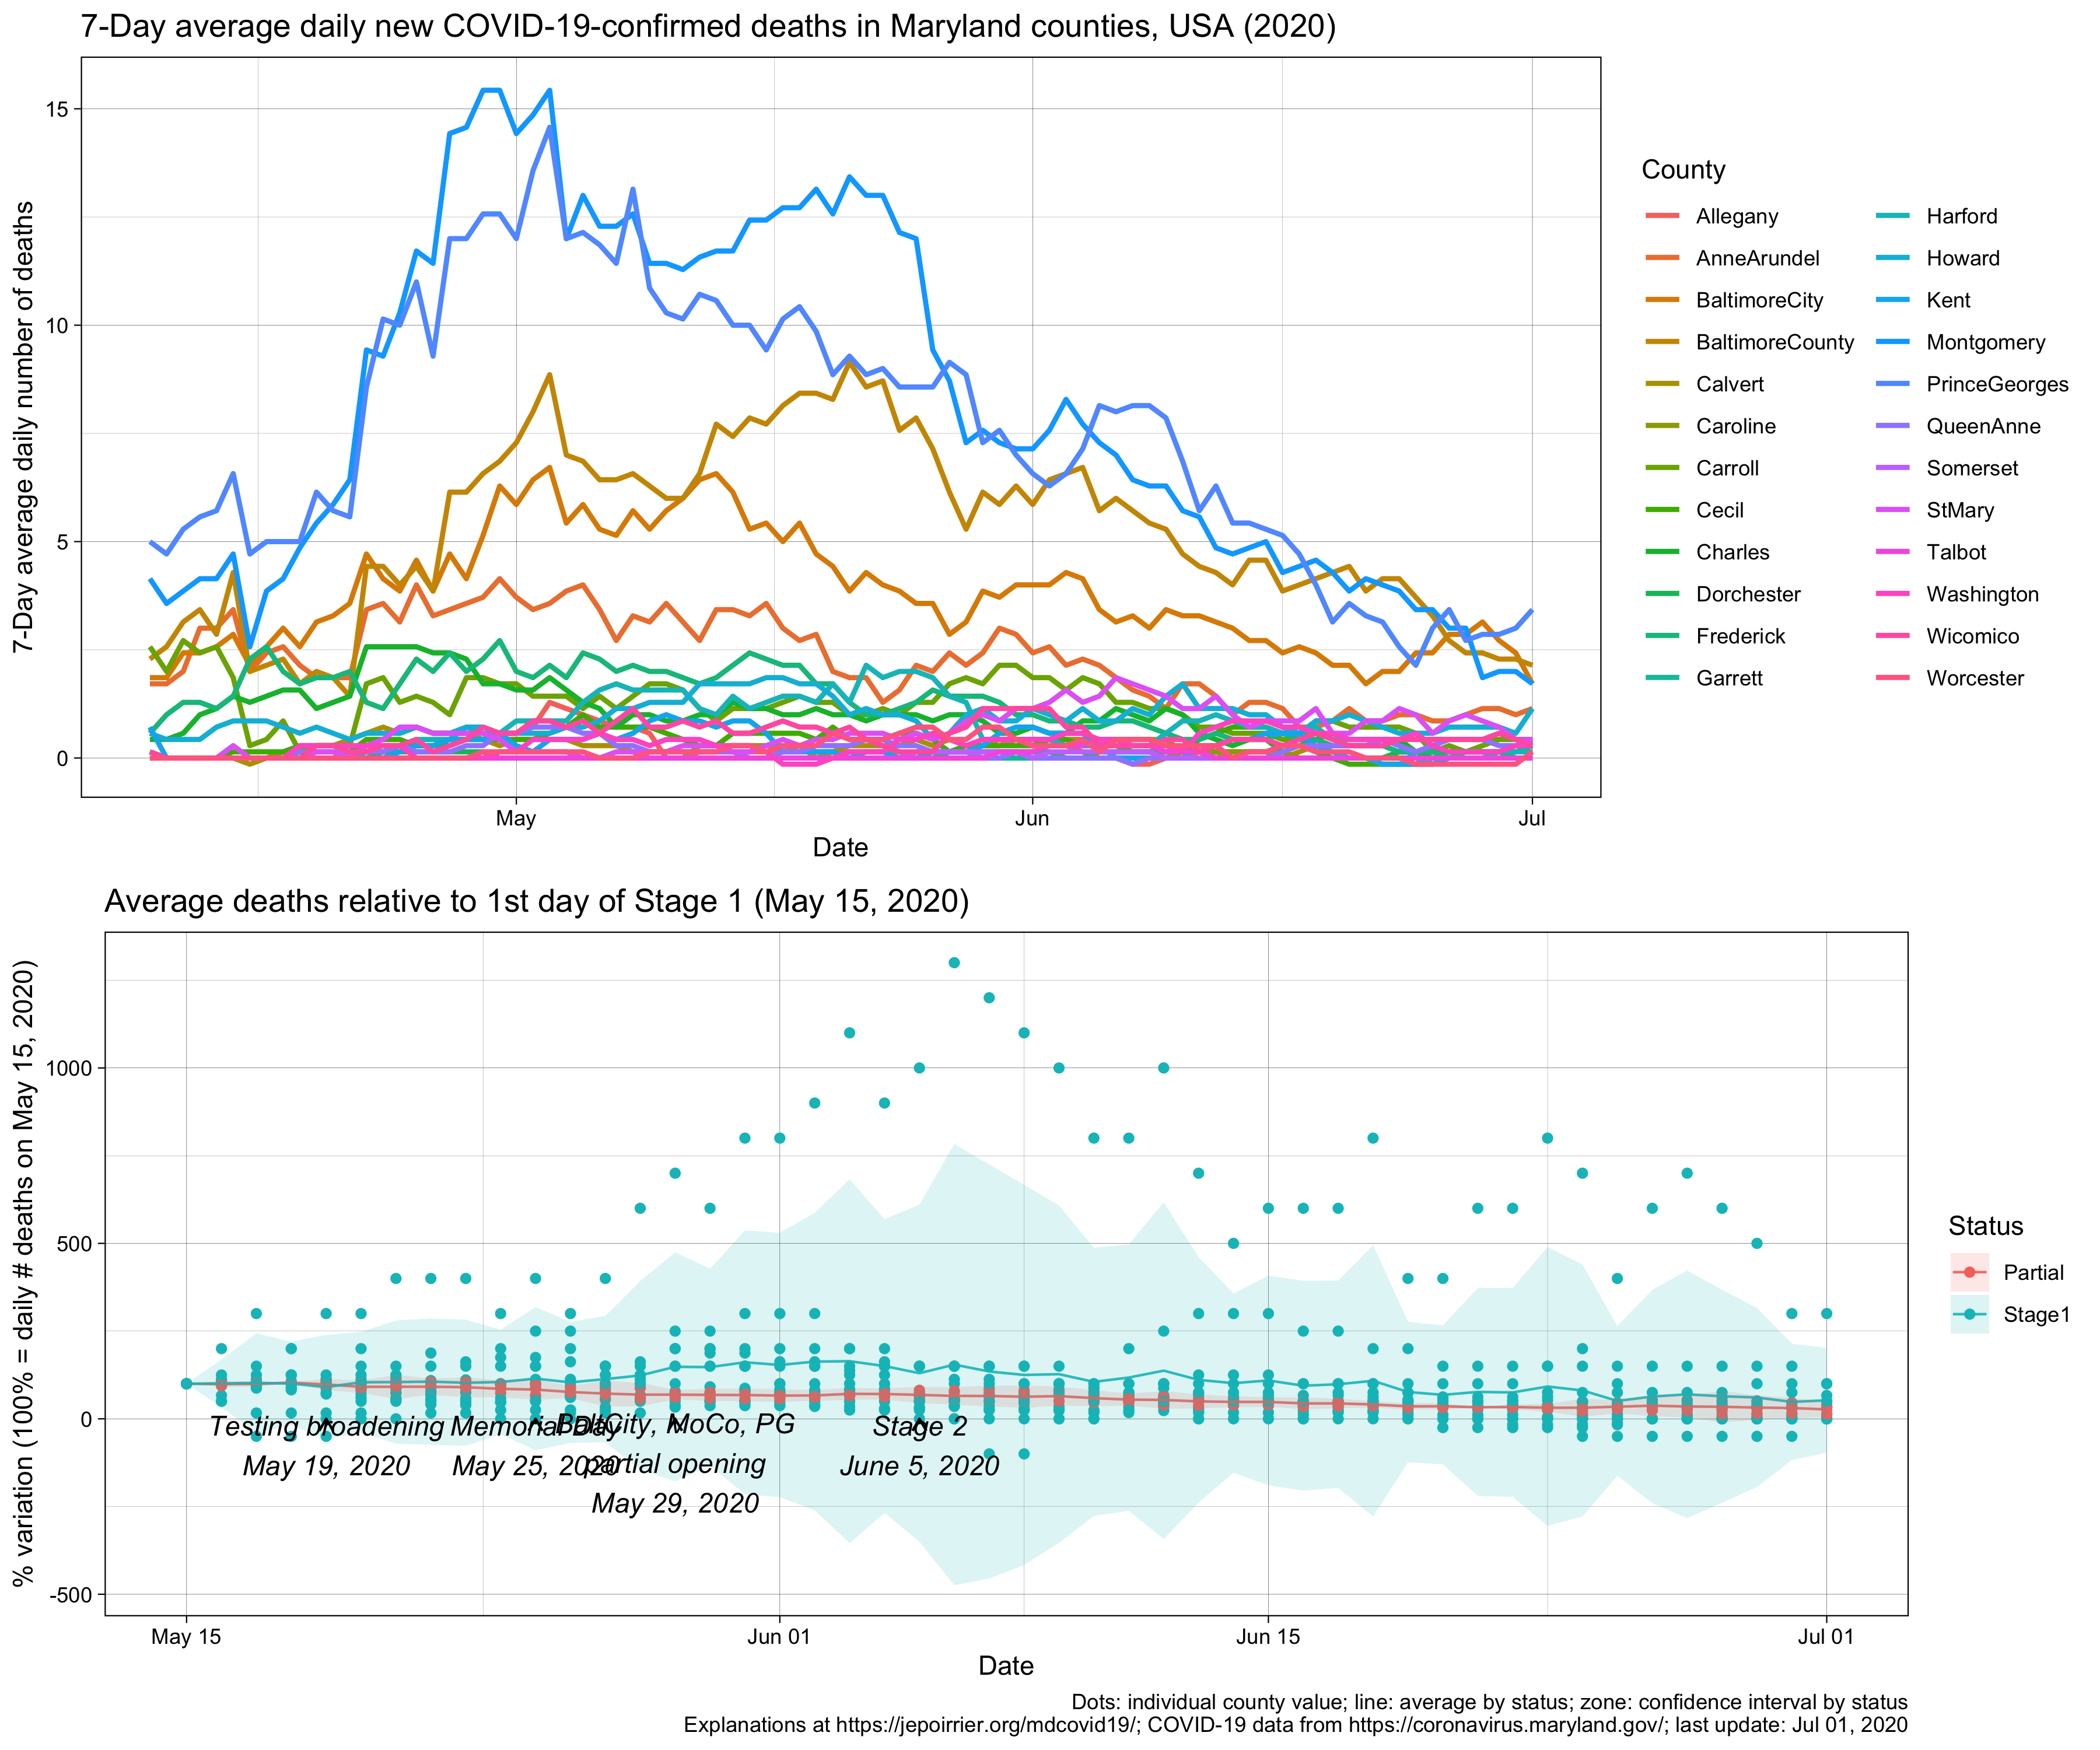 7-Day average daily new COVID-19-confirmed deaths in Maryland counties, USA (2020)
7-Day average daily number of deaths
15
10
5
0
May
Jun
Jul
Date
County
Allegany
AnneArundel
BaltimoreCity
BaltimoreCounty
Calvert
Caroline
Carroll
Cecil
Charles
Dorchester
Frederick
Garrett
Harford
Howard
Kent
Montgomery
PrinceGeorges
QueenAnne
Somerset
StMary
Talbot
Washington
Wicomico
Worcester
Average deaths relative to 1st day of Stage 1 (May 15, 2020)
% variation (100% = daily # deaths on May 15, 2020)
1000
500
0
-500
Testing broadening
May 19, 2020
Memorial Day
May 25, 2020
BaltCity, MoCo, PG
partial opening
May 29, 2020
Stage 2
June 5, 2020
May 15
Jun 01
Jun 15
Jul 01
Date
Status
Partial
Stage1
Dots: individual county value; line: average by status; zone: confidence interval by status
Explanations at https://jepoirrier.org/mdcovid19/; COVID-19 data from https://coronavirus.maryland.gov/; last update: Jul 01, 2020